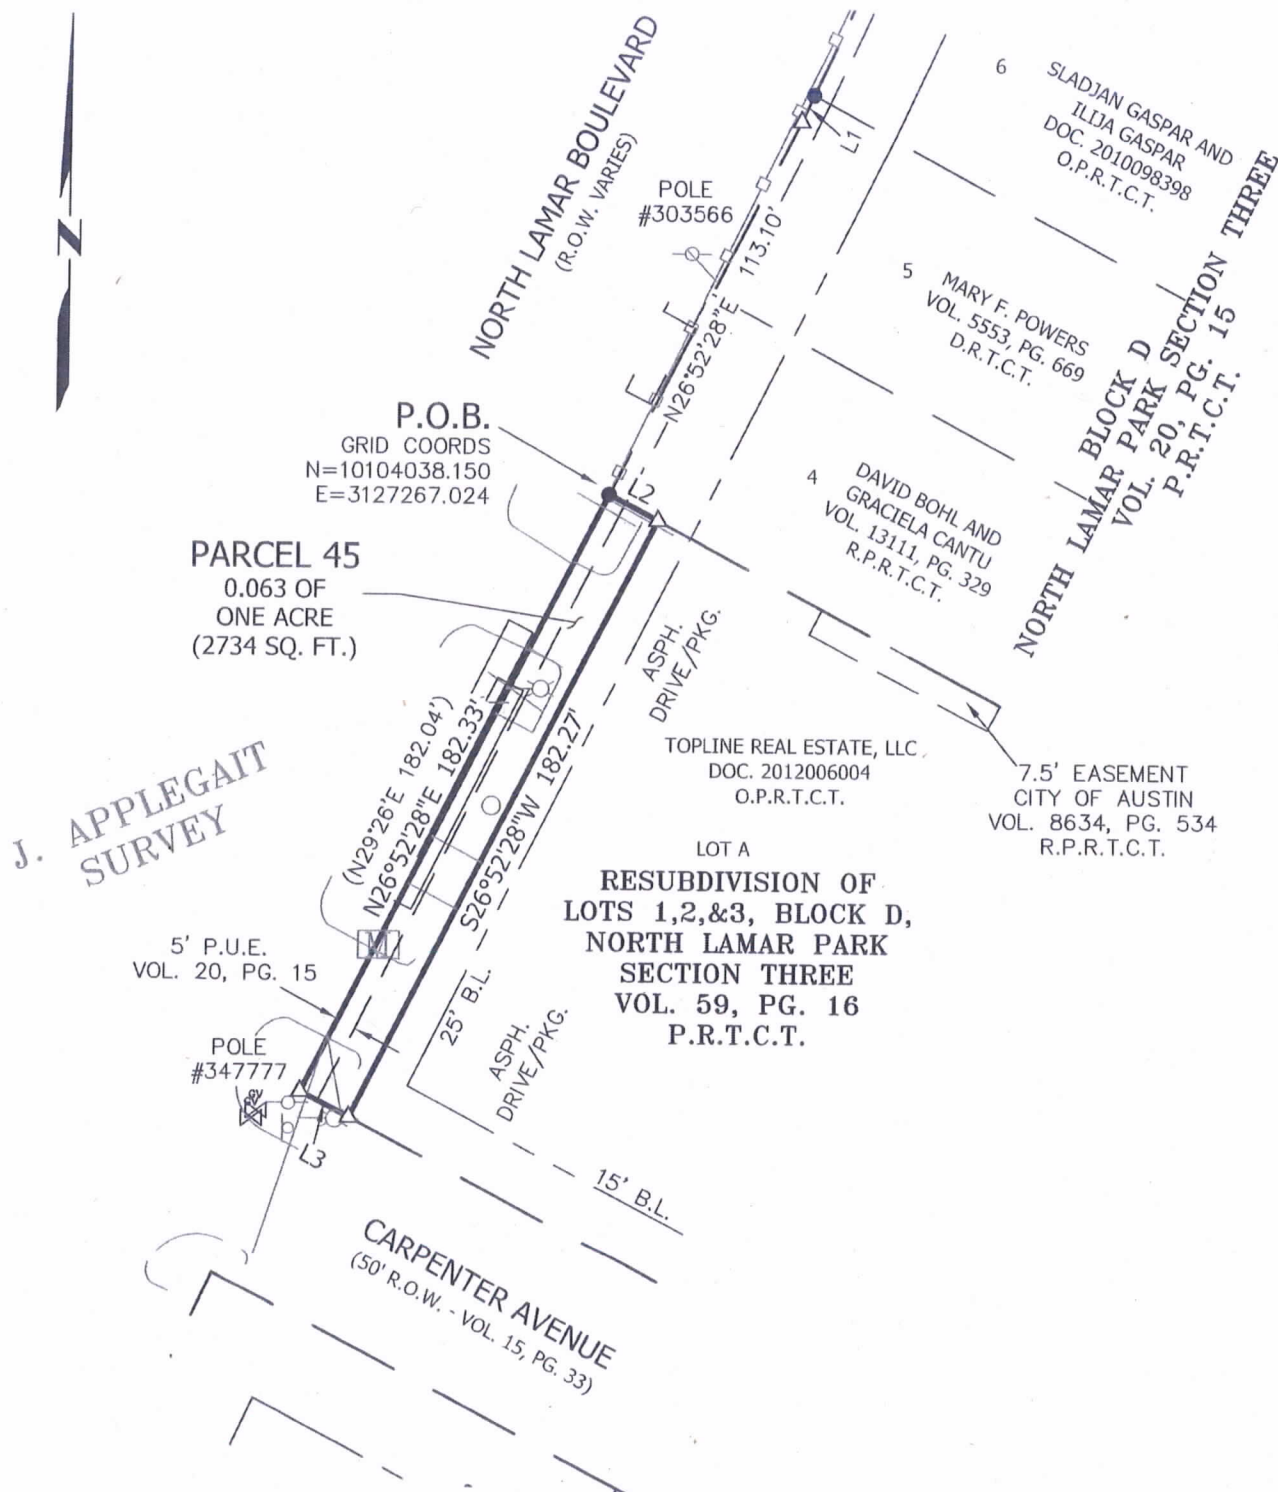 N
NORTH LAMAR BOULEVARD
(R.O.W. VARIES)
POLE
#303566
L1
113.10'
N26°52'28"E
6
SLADJAN GASPAR AND
ILIJA GASPAR
DOC. 2010098398
O.P.R.T.C.T.
5
MARY F. POWERS
VOL. 5553, PG. 669
D.R.T.C.T.
BLOCK D
NORTH LAMAR PARK SECTION THREE
VOL. 20, PG. 15
P.R.T.C.T.
4
DAVID BOHL AND
GRACIELA CANTU
VOL. 13111, PG. 329
R.P.R.T.C.T.
P.O.B.
GRID COORDS
N=10104038.150
E=3127267.024
L2
PARCEL 45
0.063 OF
ONE ACRE
(2734 SQ. FT.)
ASPH.
DRIVE/PKG.
(N29°26'E 182.04')
N26°52'28"E 182.33'
S26°52'28"W 182.27'
TOPLINE REAL ESTATE, LLC
DOC. 2012006004
O.P.R.T.C.T.
7.5' EASEMENT
CITY OF AUSTIN
VOL. 8634, PG. 534
R.P.R.T.C.T.
J. APPLEGAIT
SURVEY
LOT A
RESUBDIVISION OF
LOTS 1,2,&3, BLOCK D,
NORTH LAMAR PARK
SECTION THREE
VOL. 59, PG. 16
P.R.T.C.T.
M
5' P.U.E.
VOL. 20, PG. 15
25' B.L.
ASPH.
DRIVE/PKG.
POLE
#347777
L3
15' B.L.
CARPENTER AVENUE
(50' R.O.W. - VOL. 15, PG. 33)